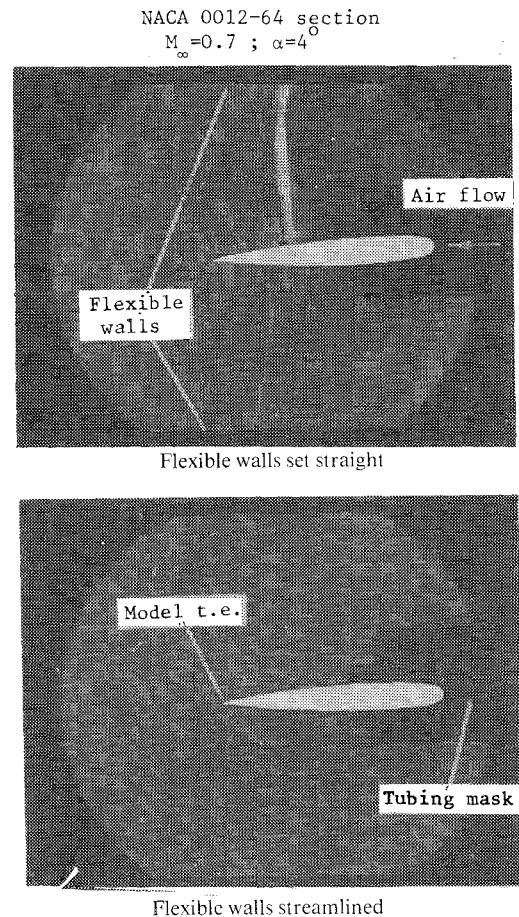 NACA 0012-64 section
M∞=0.7 ; α=4°
Air flow
Flexible
walls
Flexible walls set straight
Model t.e.
Tubing mask
Flexible walls streamlined